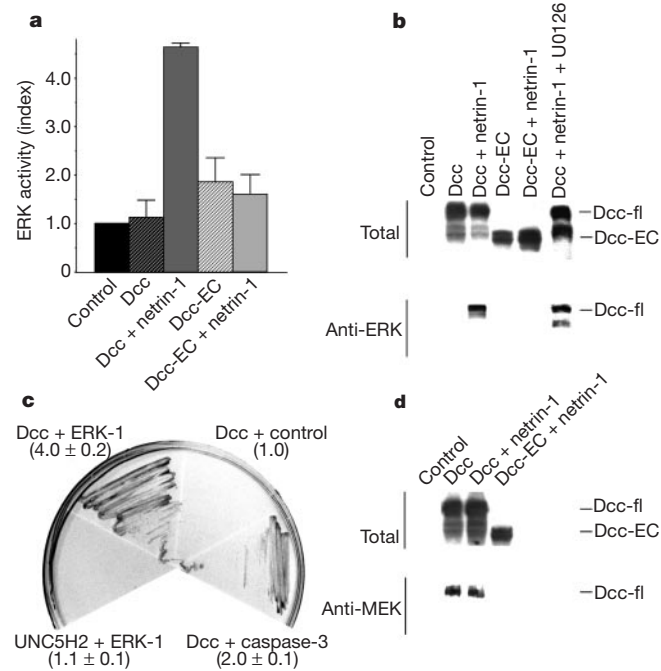 a
ERK activity (index)
4.0
3.0
2.0
1.0
0
Control
Dcc
Dcc + netrin-1
Dcc-EC
Dcc-EC + netrin-1
b
Control
Dcc
Dcc + netrin-1
Dcc-EC
Dcc-EC + netrin-1
Dcc + netrin-1 + U0126
Total
Dcc-fl
Dcc-EC
Anti-ERK
Dcc-fl
c
Dcc + ERK-1
(4.0 ± 0.2)
Dcc + control
(1.0)
UNC5H2 + ERK-1
(1.1 ± 0.1)
Dcc + caspase-3
(2.0 ± 0.1)
d
Control
Dcc
Dcc + netrin-1
Dcc-EC + netrin-1
Total
Dcc-fl
Dcc-EC
Anti-MEK
Dcc-fl